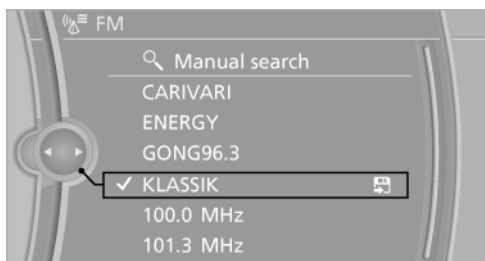 FM
Manual search
CARIVARI
ENERGY
GONG96.3
KLASSIK
100.0 MHz
101.3 MHz